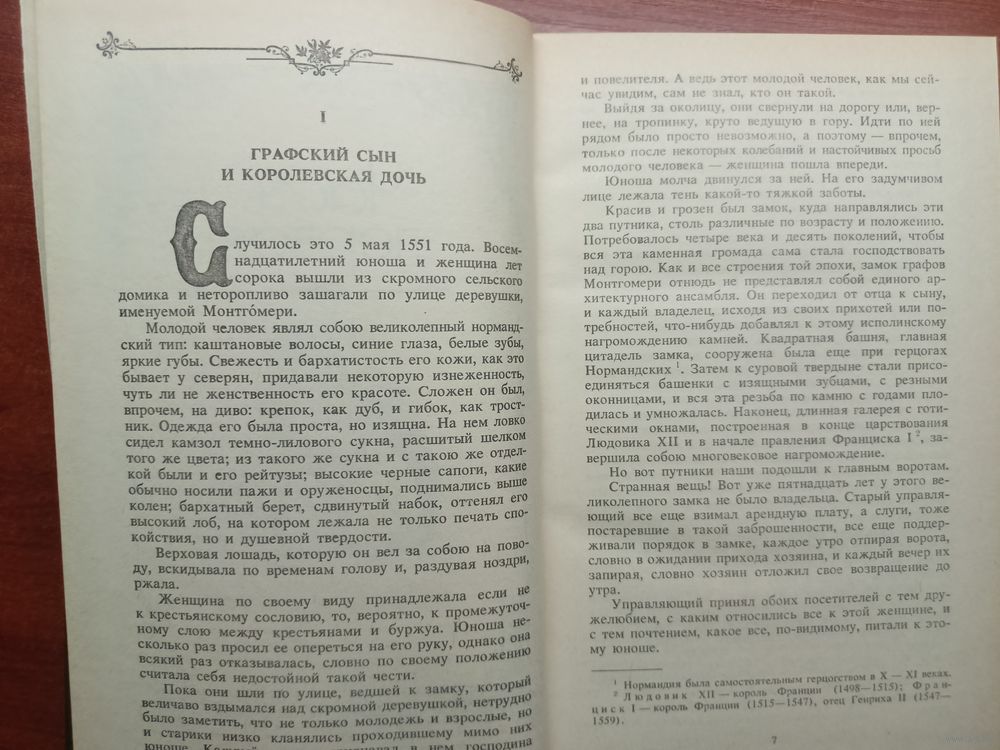 I
ГРАФСКИЙ СЫН
И КОРОЛЕВСКАЯ ДОЧЬ
Случилось это 5 мая 1551 года. Восем-
надцатилетний юноша и женщина лет
сорока вышли из скромного сельского
домика и неторопливо зашагали по улице деревушки,
именуемой Монтго́мери.
Молодой человек являл собою великолепный норманд-
ский тип: каштановые волосы, синие глаза, белые зубы,
яркие губы. Свежесть и бархатистость его кожи, как это
бывает у северян, придавали некоторую изнеженность,
чуть ли не женственность его красоте. Сложен он был,
впрочем, на диво: крепок, как дуб, и гибок, как трост-
ник. Одежда его была проста, но изящна. На нем ловко
сидел камзол темно-лилового сукна, расшитый шелком
того же цвета; из такого же сукна и с такою же отдел-
кой были и его рейтузы; высокие черные сапоги, какие
обычно носили пажи и оруженосцы, поднимались выше
колен; бархатный берет, сдвинутый набок, оттенял его
высокий лоб, на котором лежала не только печать спо-
койствия, но и душевной твердости.
Верховая лошадь, которую он вел за собою на пово-
ду, вскидывала по временам голову и, раздувая ноздри,
ржала.
Женщина по своему виду принадлежала если не
к крестьянскому сословию, то, вероятно, к промежуточ-
ному слою между крестьянами и буржуа. Юноша не-
сколько раз просил ее опереться на его руку, однако она
всякий раз отказывалась, словно по своему положению
считала себя недостойной такой чести.
Пока они шли по улице, ведшей к замку, который
величаво вздымался над скромной деревушкой, нетрудно
было заметить, что не только молодежь и взрослые, но
и старики низко кланялись проходившему мимо них
юноше. в нем господина
и повелителя. А ведь этот молодой человек, как мы сей-
час увидим, сам не знал, кто он такой.
Выйдя за околицу, они свернули на дорогу или, вер-
нее, на тропинку, круто ведущую в гору. Идти по ней
рядом было просто невозможно, а поэтому — впрочем,
только после некоторых колебаний и настойчивых просьб
молодого человека — женщина пошла впереди.
Юноша молча двинулся за ней. На его задумчивом
лице лежала тень какой-то тяжкой заботы.
Красив и грозен был замок, куда направлялись эти
два путника, столь различные по возрасту и положению.
Потребовалось четыре века и десять поколений, чтобы
вся эта каменная громада сама стала господствовать
над горою. Как и все строения той эпохи, замок графов
Монтгомери отнюдь не представлял собой единого ар-
хитектурного ансамбля. Он переходил от отца к сыну,
и каждый владелец, исходя из своих прихотей или по-
требностей, что-нибудь добавлял к этому исполинскому
нагромождению камней. Квадратная башня, главная
цитадель замка, сооружена была еще при герцогах
Нормандских 1. Затем к суровой твердыне стали присо-
единяться башенки с изящными зубцами, с резными
оконницами, и вся эта резьба по камню с годами пло-
дилась и умножалась. Наконец, длинная галерея с готи-
ческими окнами, построенная в конце царствования
Людовика XII и в начале правления Франциска I 2, за-
вершила собою многовековое нагромождение.
Но вот путники наши подошли к главным воротам.
Странная вещь! Вот уже пятнадцать лет у этого ве-
ликолепного замка не было владельца. Старый управля-
ющий все еще взимал арендную плату, а слуги, тоже
постаревшие в такой заброшенности, все еще поддер-
живали порядок в замке, каждое утро отпирая ворота,
словно в ожидании прихода хозяина, и каждый вечер их
запирая, словно хозяин отложил свое возвращение до
утра.
Управляющий принял обоих посетителей с тем дру-
желюбием, с каким относились все к этой женщине, и
с тем почтением, какое все, по-видимому, питали к это-
му юноше.
1 Нормандия была самостоятельным герцогством в X — XI веках.
2 Людовик XII — король Франции (1498—1515); Фран-
циск I — король Франции (1515—1547), отец Генриха II (1547—
1559).
7